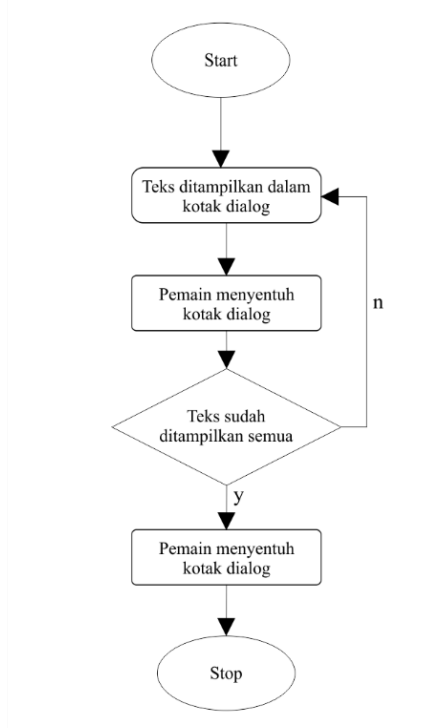 Start
Teks ditampilkan dalam
kotak dialog
Pemain menyentuh
kotak dialog
n
Teks sudah
ditampilkan semua
y
Pemain menyentuh
kotak dialog
Stop